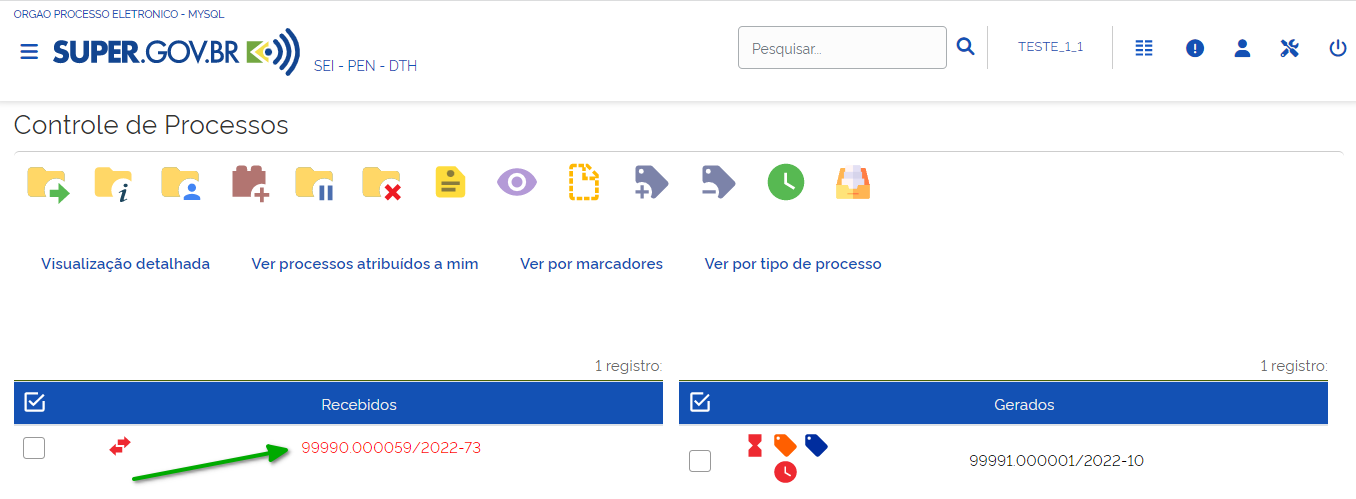 ORGAO PROCESSO ELETRONICO - MYSQL
SUPER.GOV.BR
SEI - PEN - DTH
Pesquisar...
TESTE_1_1
Controle de Processos
Visualização detalhada
Ver processos atribuídos a mim
Ver por marcadores
Ver por tipo de processo
1 registro:
1 registro:
Recebidos
Gerados
99990.000059/2022-73
99991.000001/2022-10